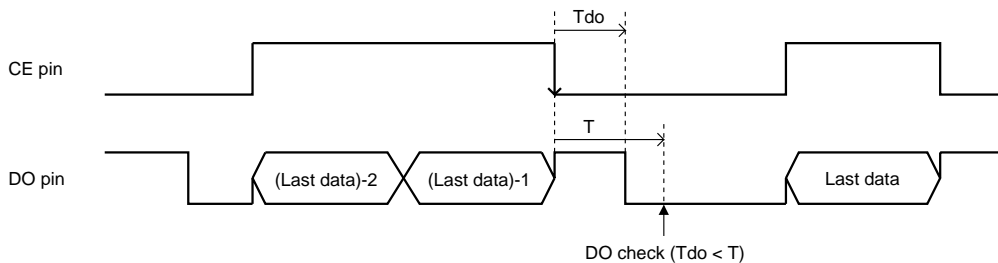 Tdo
CE pin
T
DO pin
(Last data)-2
(Last data)-1
Last data
DO check (Tdo < T)